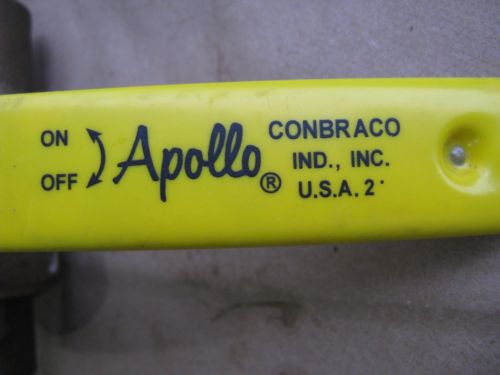 ON
OFF
Apollo®
CONBRACO
IND., INC.
U.S.A. 2